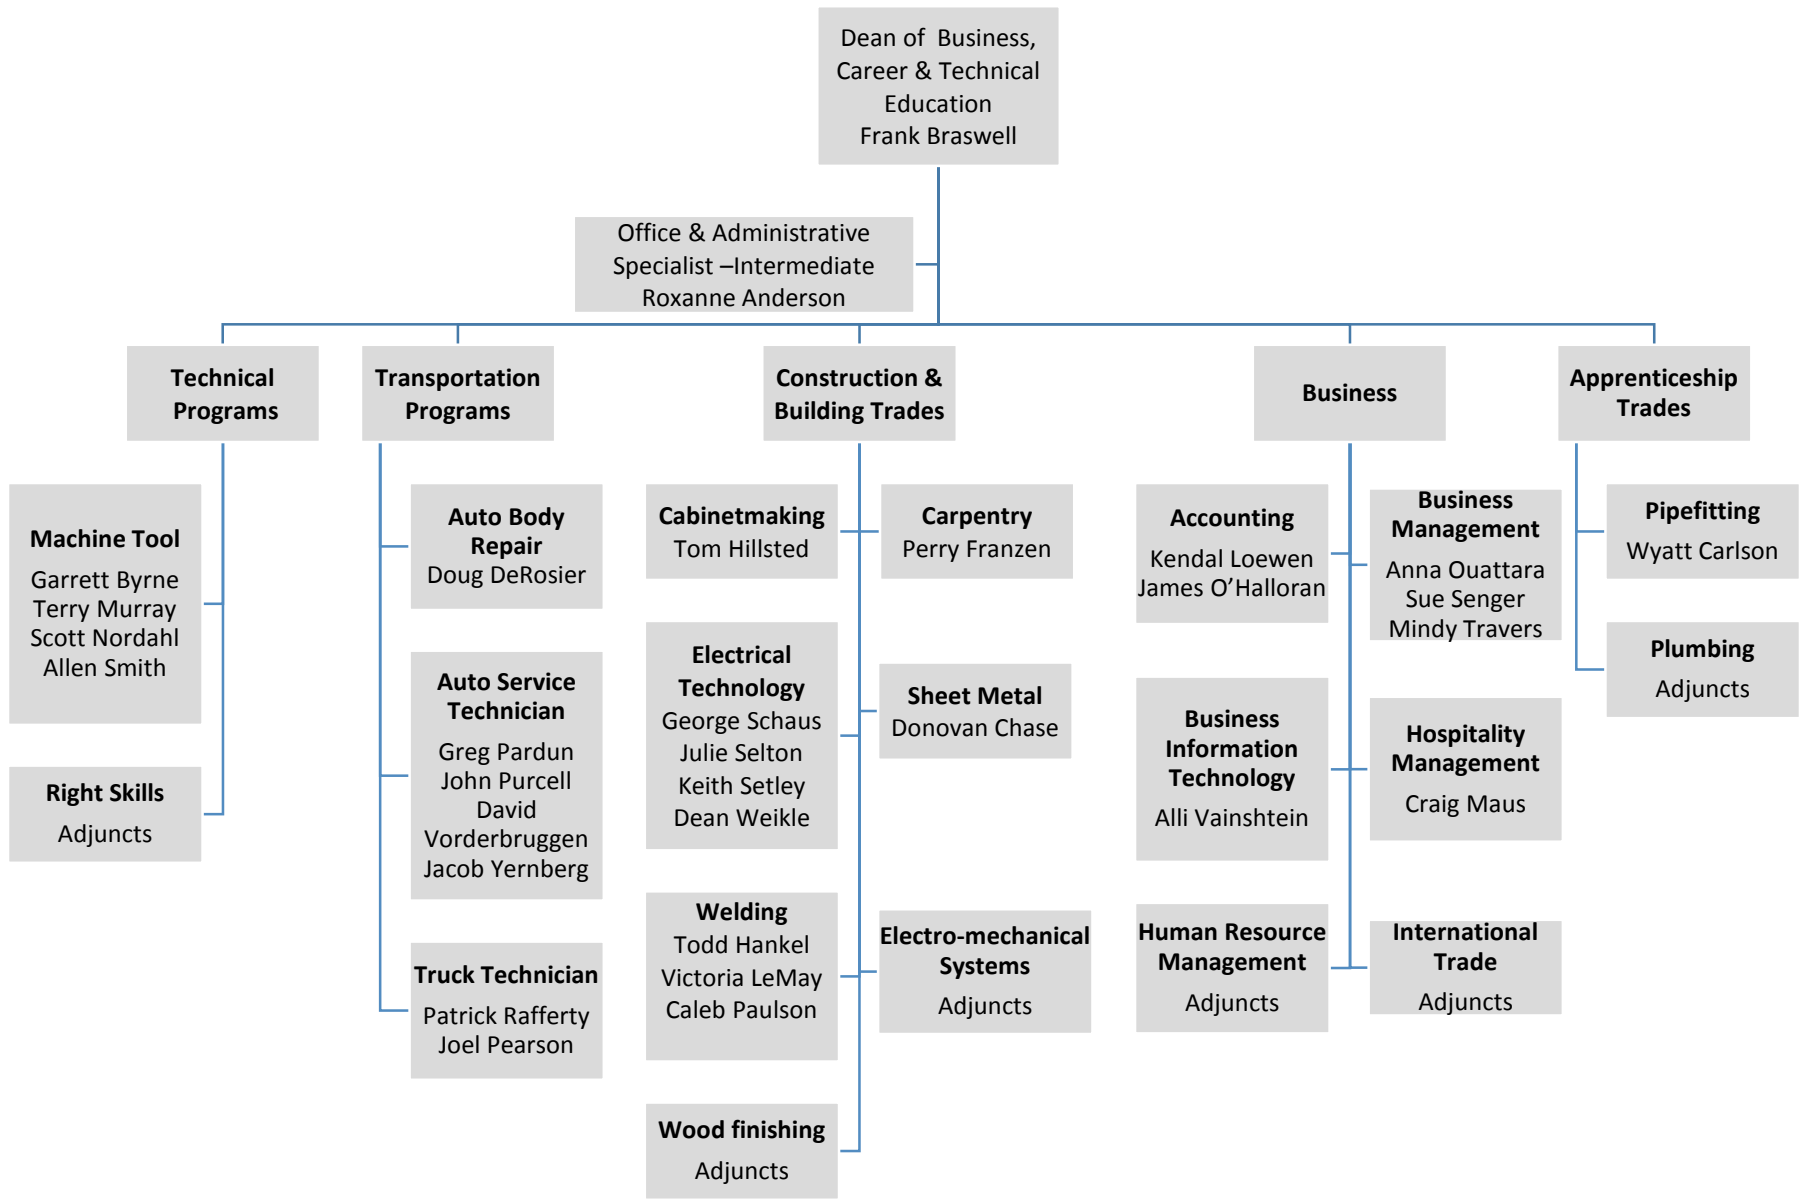 Dean of Business,
Career & Technical
Education
Frank Braswell
Office & Administrative
Specialist –Intermediate
Roxanne Anderson
Technical
Programs
Machine Tool
Garrett Byrne
Terry Murray
Scott Nordahl
Allen Smith
Right Skills
Adjuncts
Transportation
Programs
Auto Body
Repair
Doug DeRosier
Auto Service
Technician
Greg Pardun
John Purcell
David
Vorderbruggen
Jacob Yernberg
Truck Technician
Patrick Rafferty
Joel Pearson
Construction &
Building Trades
Cabinetmaking
Tom Hillsted
Carpentry
Perry Franzen
Electrical
Technology
George Schaus
Julie Selton
Keith Setley
Dean Weikle
Sheet Metal
Donovan Chase
Welding
Todd Hankel
Victoria LeMay
Caleb Paulson
Electro-mechanical
Systems
Adjuncts
Wood finishing
Adjuncts
Business
Accounting
Kendal Loewen
James O’Halloran
Business
Management
Anna Ouattara
Sue Senger
Mindy Travers
Business
Information
Technology
Alli Vainshtein
Hospitality
Management
Craig Maus
Human Resource
Management
Adjuncts
International
Trade
Adjuncts
Apprenticeship
Trades
Pipefitting
Wyatt Carlson
Plumbing
Adjuncts